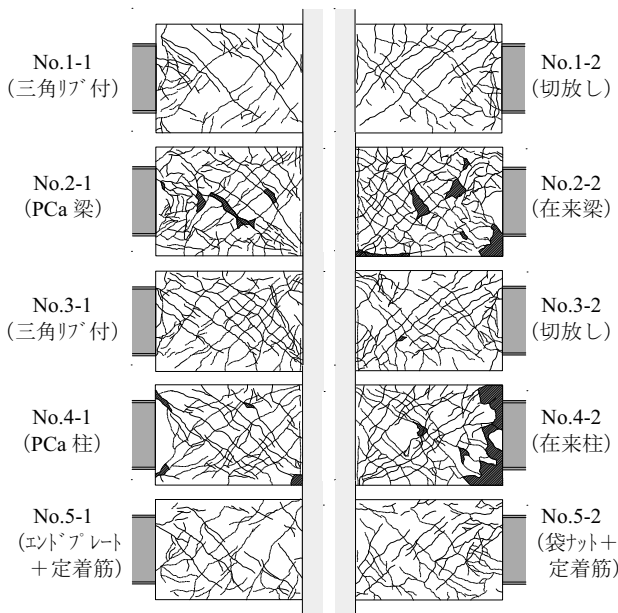 No.1-1
(三角ﾘﾌﾞ付)
No.1-2
(切放し)
No.2-1
(PCa 梁)
No.2-2
(在来梁)
No.3-1
(三角ﾘﾌﾞ付)
No.3-2
(切放し)
No.4-1
(PCa 柱)
No.4-2
(在来柱)
No.5-1
(ｴﾝﾄﾞﾌﾟﾚｰﾄ
＋定着筋)
No.5-2
(袋ﾅｯﾄ＋
定着筋)